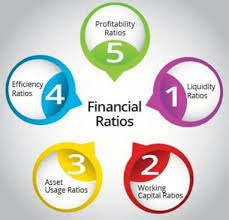 Profitability
Ratios
5
Efficiency
Ratios
4
1
Liquidity
Ratios
Financial
Ratios
3
Asset
Usage Ratios
2
Working
Capital Ratios